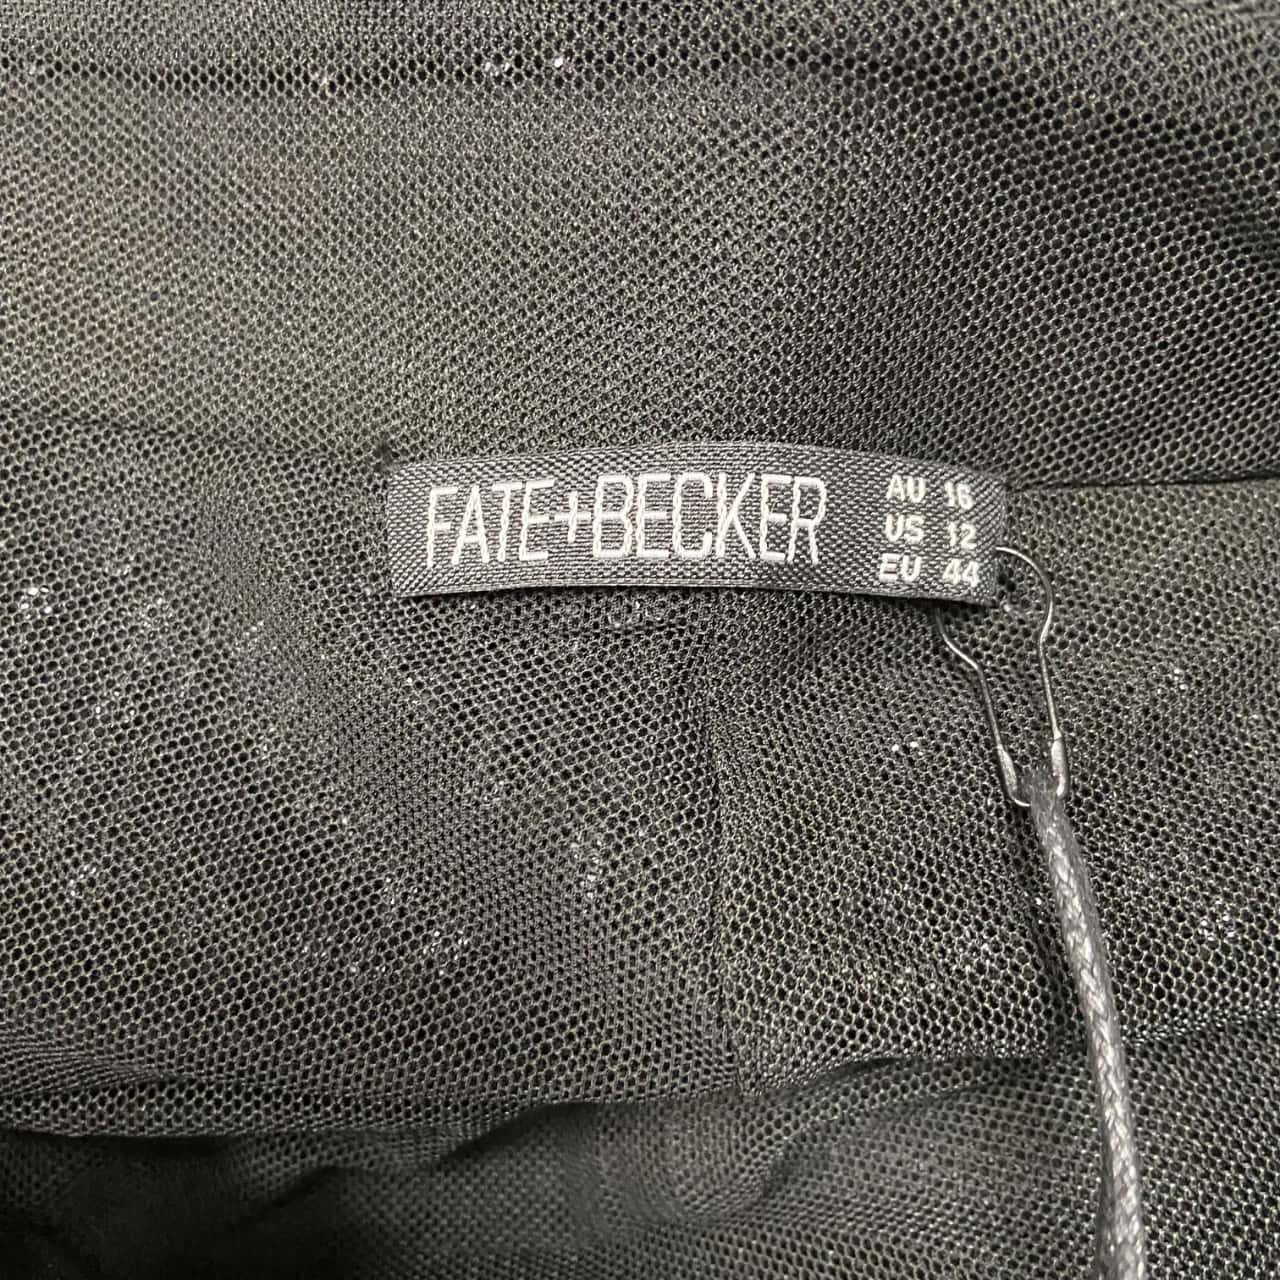 FATE+BECKER
AU 16
US 12
EU 44